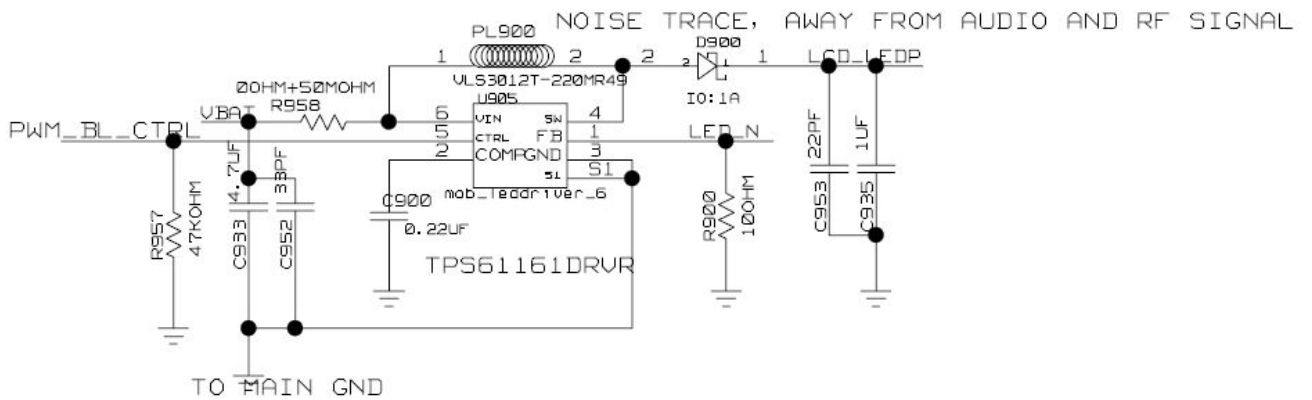 NOISE TRACE, AWAY FROM AUDIO AND RF SIGNAL
PL900
1
2
2
D900
2
1
1
LCD_LEDP
VLS3012T-220MR49
IO:1A
0OHM+50MOHM
R958
VBAT
U905
6
VIN
SW
4
PWM_BL_CTRL
5
CTRL
FB
1
LED_N
2
COMP
GND
3
S1
S1
mab_leddriver_6
R957
47KOHM
C933
4.7UF
C952
33PF
C900
0.22UF
TPS61161DRVR
R900
10OHM
C953
22PF
C935
1UF
TO MAIN GND